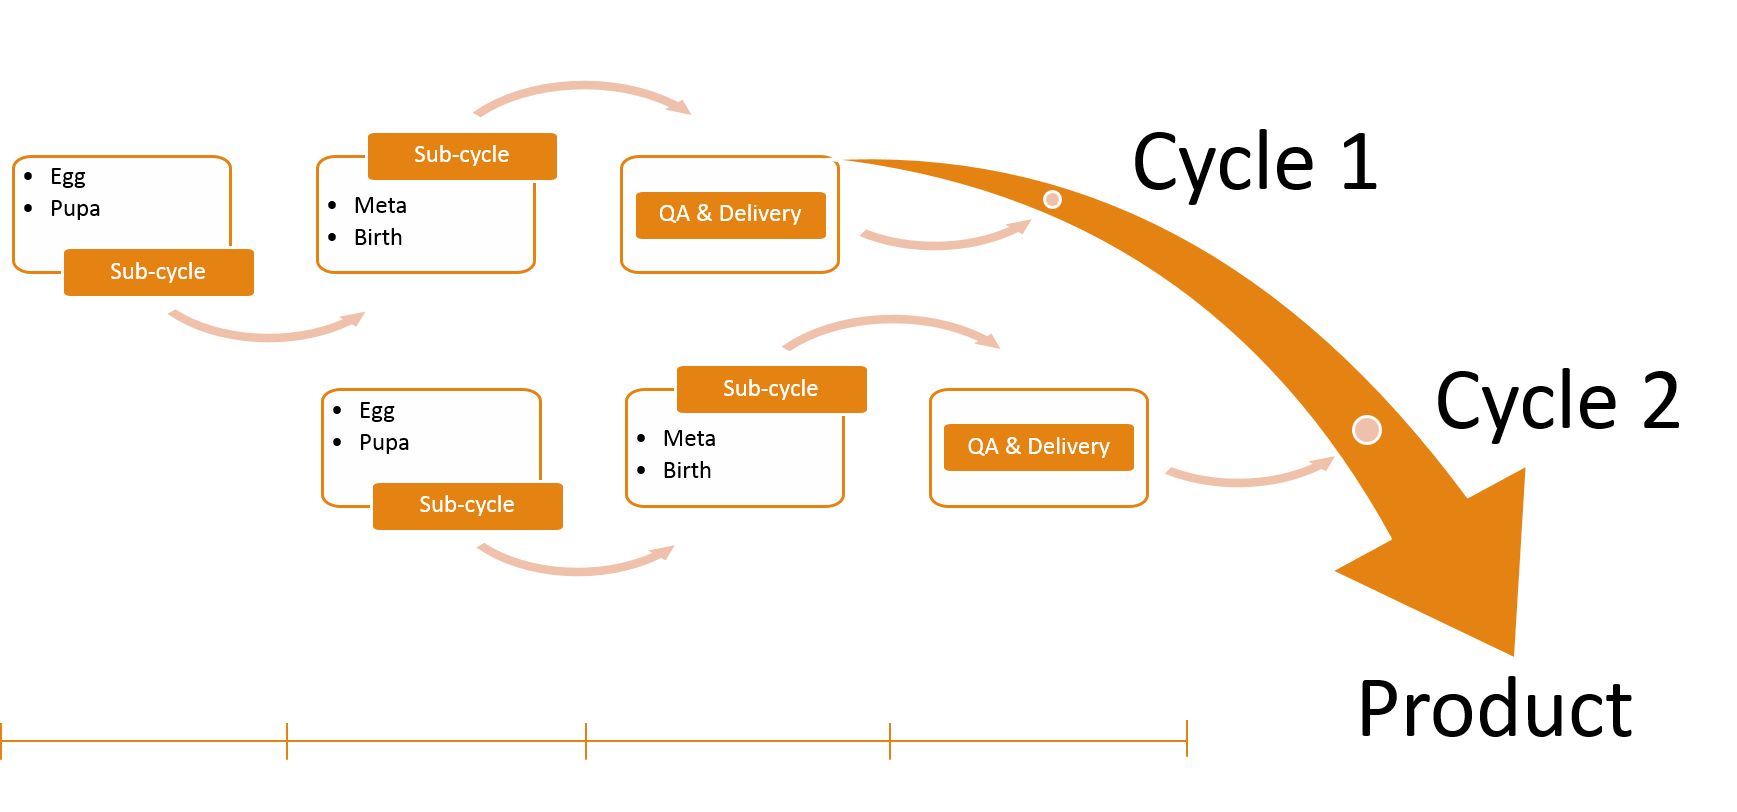 Cycle 1
• Egg
• Pupa
Sub-cycle
Sub-cycle
• Meta
• Birth
QA & Delivery
Cycle 2
• Egg
• Pupa
Sub-cycle
Sub-cycle
• Meta
• Birth
QA & Delivery
Product